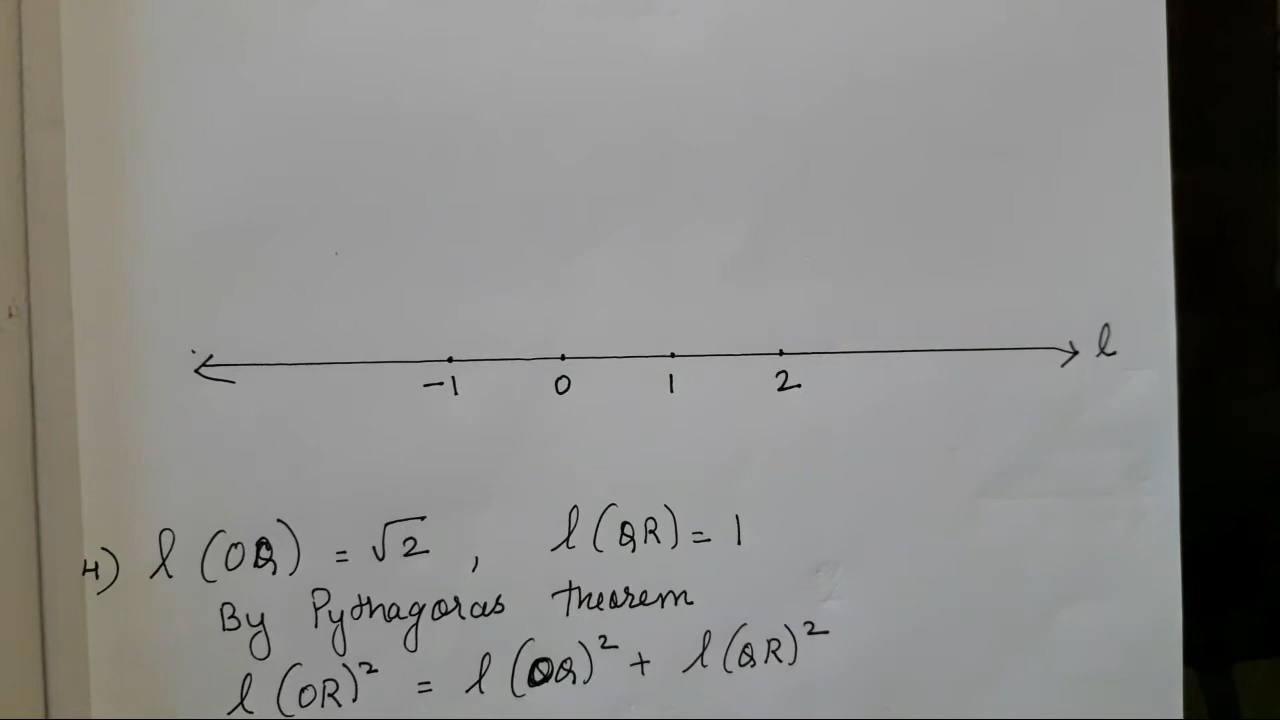 l
-1 0 1 2
4) l(OQ) = √2 , l(QR) = 1
By Pythagoras theorem
l(OR)² = l(OQ)² + l(QR)²